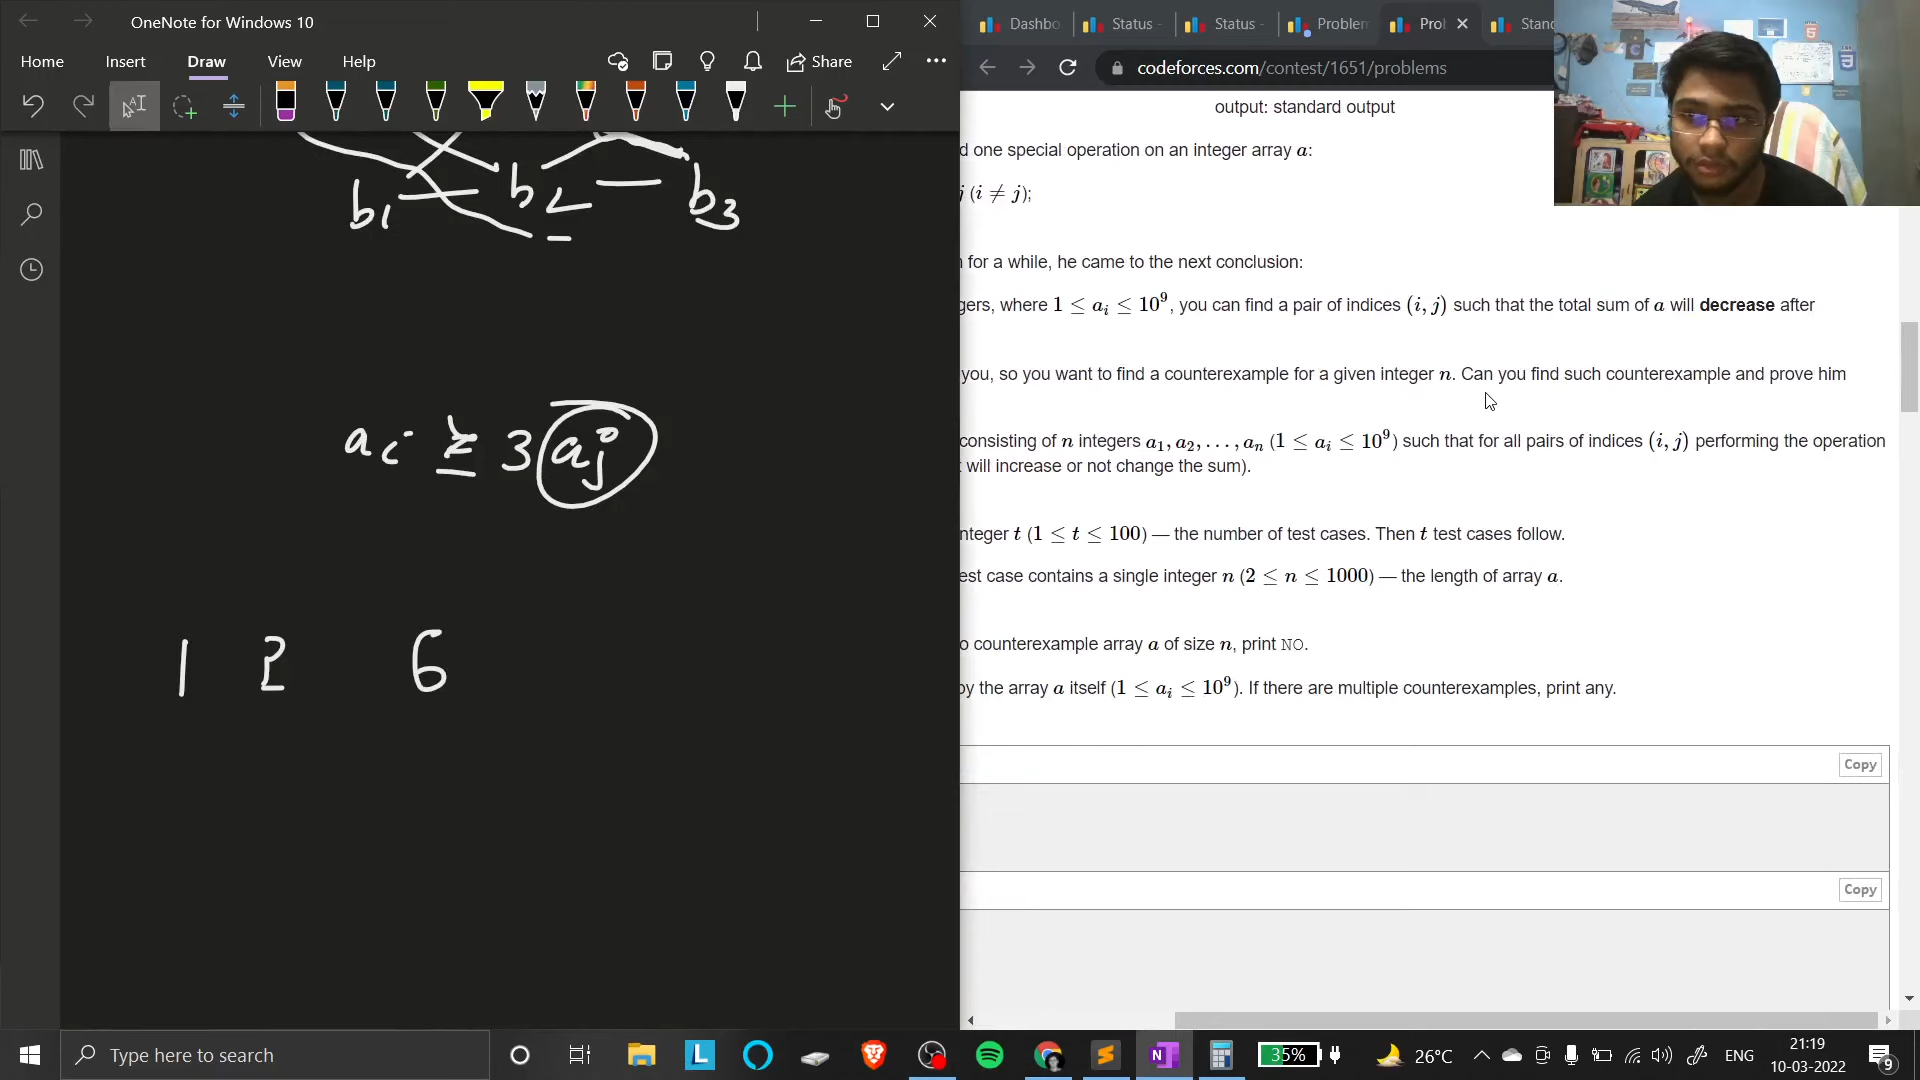 OneNote for Windows 10
Home Insert Draw View Help Share
b1 b2 b3
ai ≥ 3 aj
1 2 6
Dashbo Status - Status - Problem Prob Stand
codeforces.com/contest/1651/problems
output: standard output
d one special operation on an integer array a:
j (i ≠ j);
for a while, he came to the next conclusion:
gers, where 1 ≤ ai ≤ 10^9, you can find a pair of indices (i, j) such that the total sum of a will decrease after
you, so you want to find a counterexample for a given integer n. Can you find such counterexample and prove him
consisting of n integers a1, a2, . . . , an (1 ≤ ai ≤ 10^9) such that for all pairs of indices (i, j) performing the operation
will increase or not change the sum).
nteger t (1 ≤ t ≤ 100) — the number of test cases. Then t test cases follow.
est case contains a single integer n (2 ≤ n ≤ 1000) — the length of array a.
o counterexample array a of size n, print NO.
by the array a itself (1 ≤ ai ≤ 10^9). If there are multiple counterexamples, print any.
Copy
Copy
Type here to search
35% 26°C ENG 21:19
10-03-2022
9